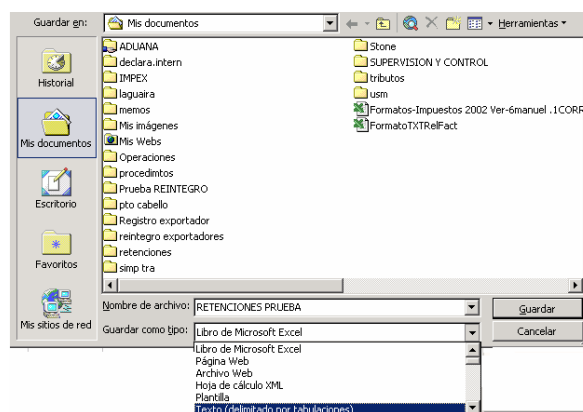 Guardar en:
Mis documentos
Herramientas
Historial
Mis documentos
Escritorio
Favoritos
Mis sitios de red
ADUANA
declara.intern
IMPEX
laguaira
memos
Mis imágenes
Mis Webs
Operaciones
procedimtos
Prueba REINTEGRO
pto cabello
Registro exportador
reintegro exportadores
retenciones
simp tra
Stone
SUPERVISION Y CONTROL
tributos
usm
Formatos-Impuestos 2002 Ver-6manuel .1CORR
FormatoTXTRelFact
Nombre de archivo:
RETENCIONES PRUEBA
Guardar
Guardar como tipo:
Libro de Microsoft Excel
Cancelar
Libro de Microsoft Excel
Página Web
Archivo Web
Hoja de cálculo XML
Plantilla
Texto (delimitado por tabulaciones)